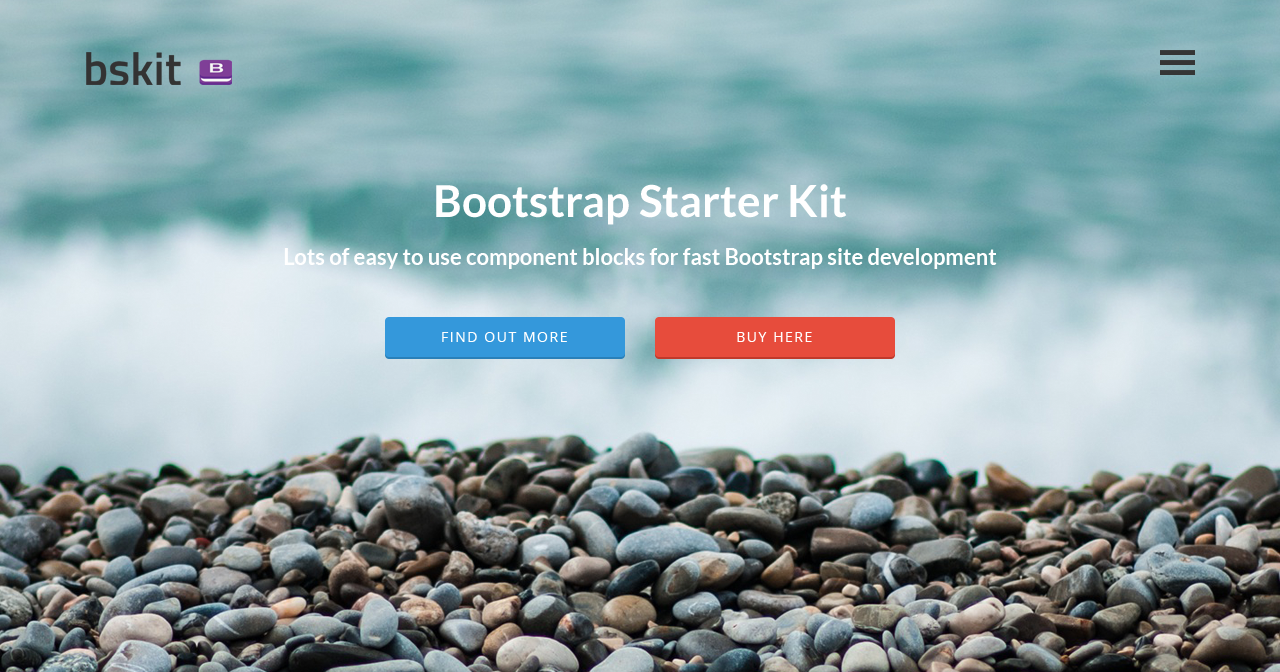 bskit B
Bootstrap Starter Kit
Lots of easy to use component blocks for fast Bootstrap site development
FIND OUT MORE
BUY HERE